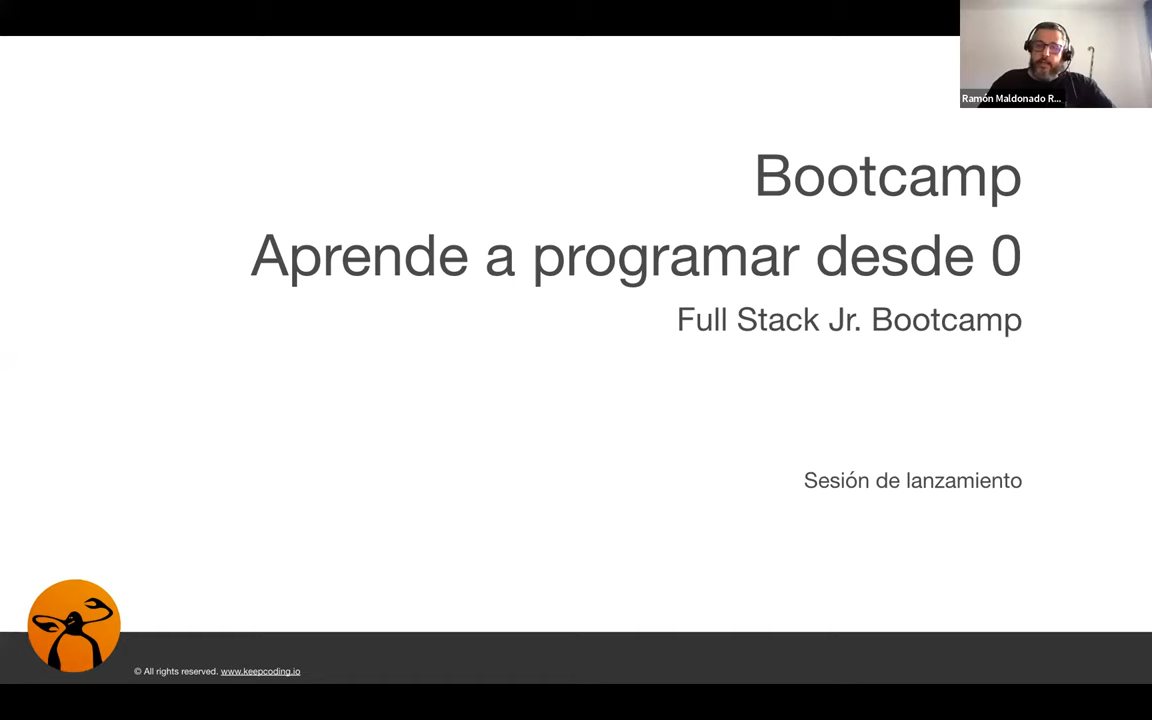 Ramón Maldonado R...
Bootcamp
Aprende a programar desde 0
Full Stack Jr. Bootcamp
Sesión de lanzamiento
© All rights reserved. www.keepcoding.io